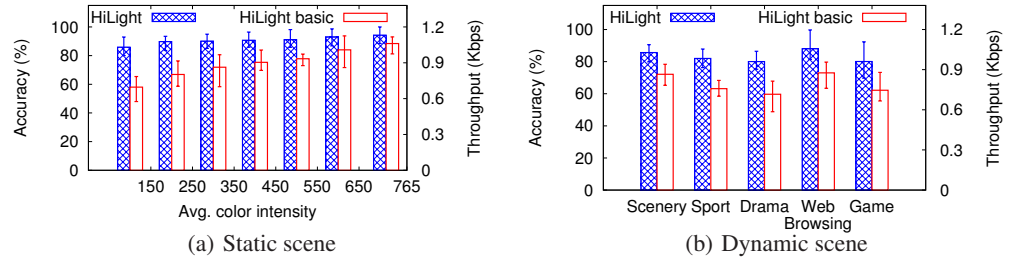 HiLight HiLight basic
Accuracy (%)
100
80
60
40
20
0
1.2
0.9
0.6
0.3
0
Throughput (Kbps)
150 250 350 450 550 650 765
Avg. color intensity
(a) Static scene
HiLight HiLight basic
Accuracy (%)
100
80
60
40
20
0
1.2
0.9
0.6
0.3
0
Throughput (Kbps)
Scenery Sport Drama Web Game
Browsing
(b) Dynamic scene